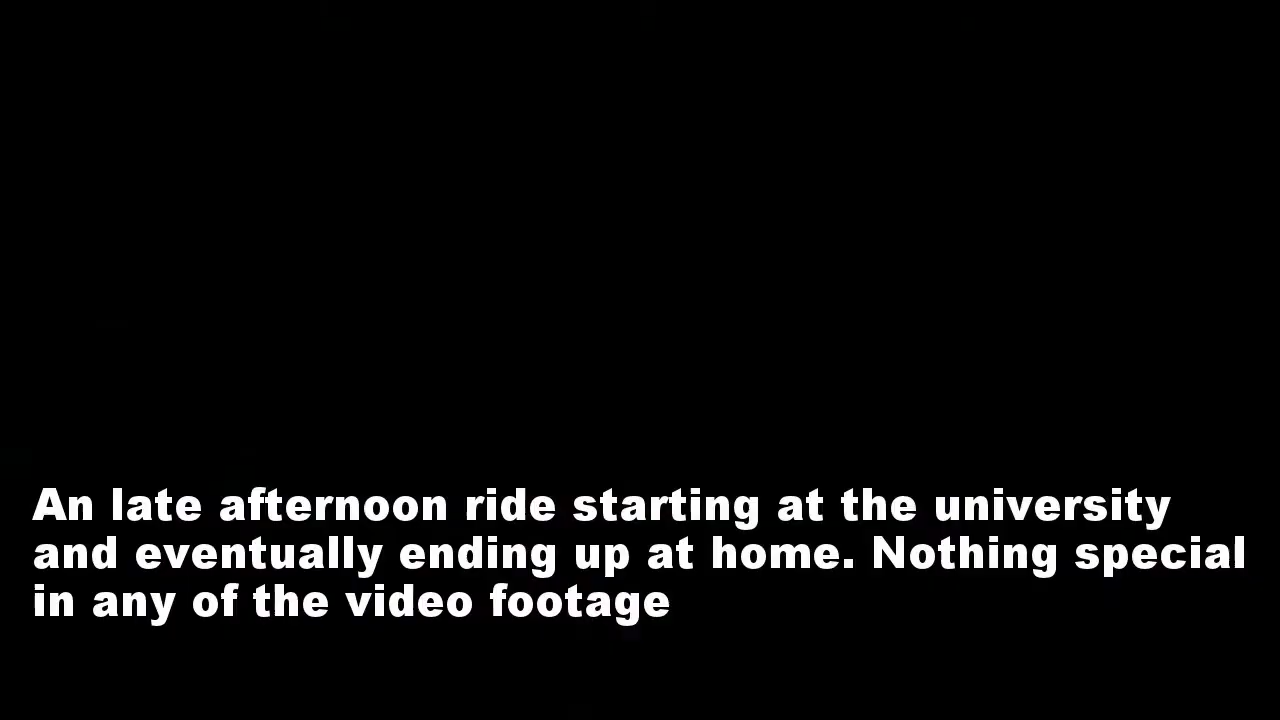 An late afternoon ride starting at the university
and eventually ending up at home. Nothing special
in any of the video footage